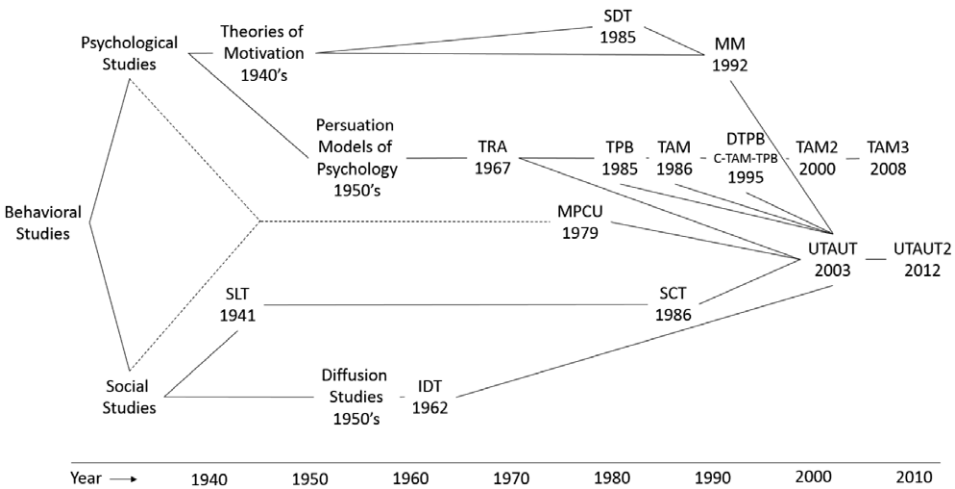 Psychological
Studies
Theories of
Motivation
1940's
SDT
1985
MM
1992
Persuation
Models of
Psychology
1950's
TRA
1967
TPB
1985
TAM
1986
DTPB
C-TAM-TPB
1995
TAM2
2000
TAM3
2008
Behavioral
Studies
MPCU
1979
UTAUT
2003
UTAUT2
2012
SLT
1941
SCT
1986
Social
Studies
Diffusion
Studies
1950's
IDT
1962
Year 1940 1950 1960 1970 1980 1990 2000 2010